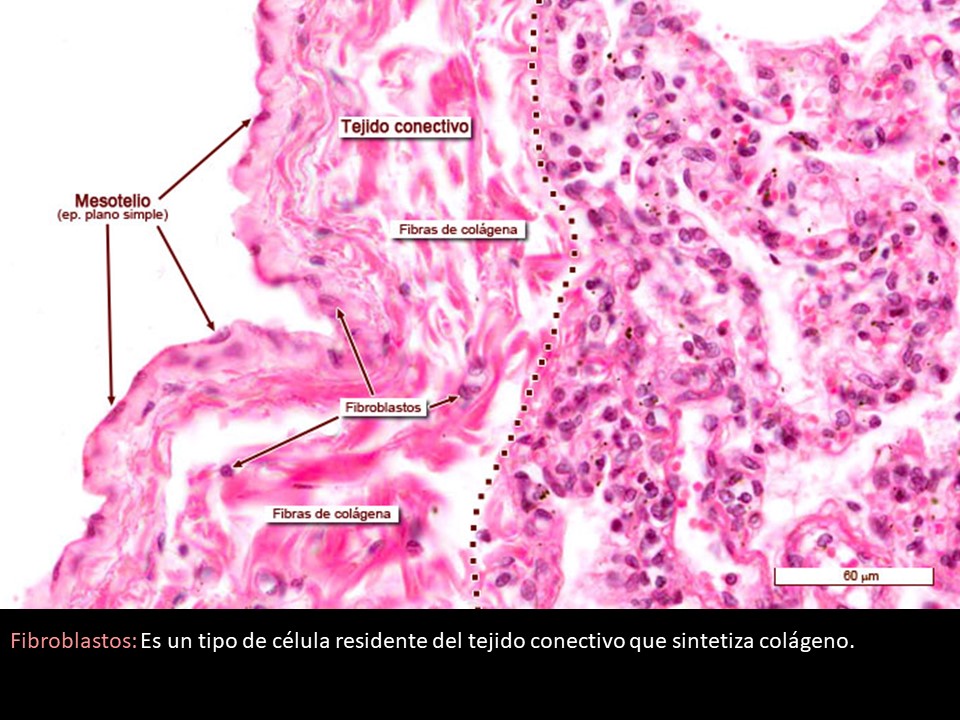 Tejido conectivo
Mesotelio
(ep. plano simple)
Fibras de colágena
Fibroblastos
Fibras de colágena
60 µm
Fibroblastos: Es un tipo de célula residente del tejido conectivo que sintetiza colágeno.